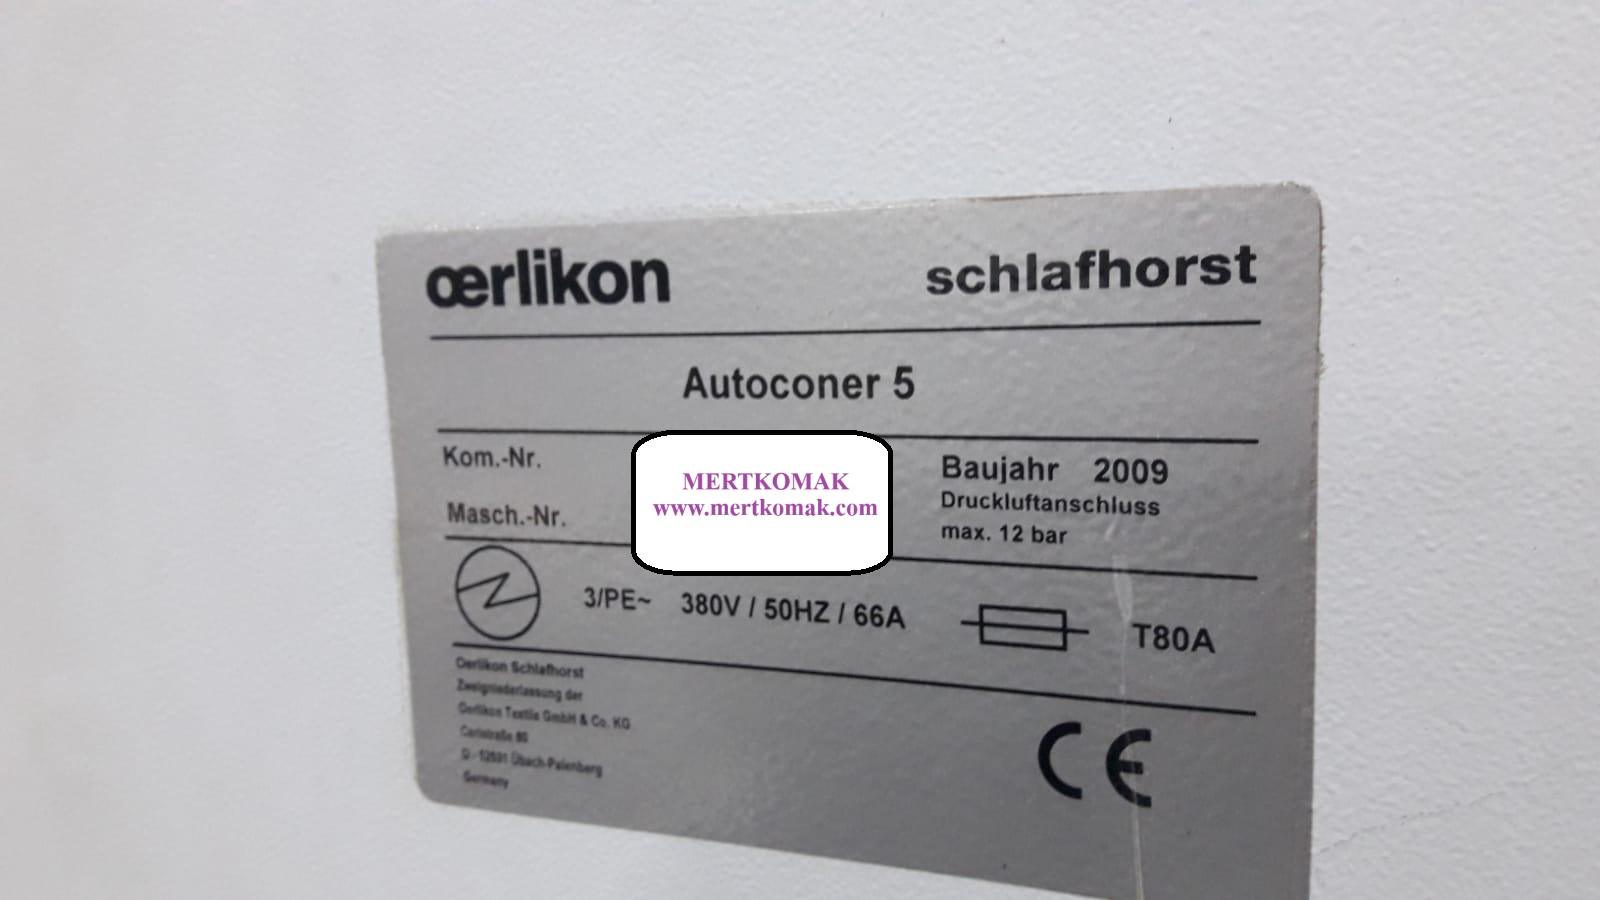 œrlikon schlafhorst
Autoconer 5
Kom.-Nr.
Masch.-Nr.
MERTKOMAK
www.mertkomak.com
Baujahr 2009
Druckluftanschluss
max. 12 bar
3/PE~ 380V / 50HZ / 66A T80A
Oerlikon Schlafhorst
Zweigniederlassung der
Oerlikon Textile GmbH & Co. KG
Carlstraße
Übach-Palenberg
Germany
CE